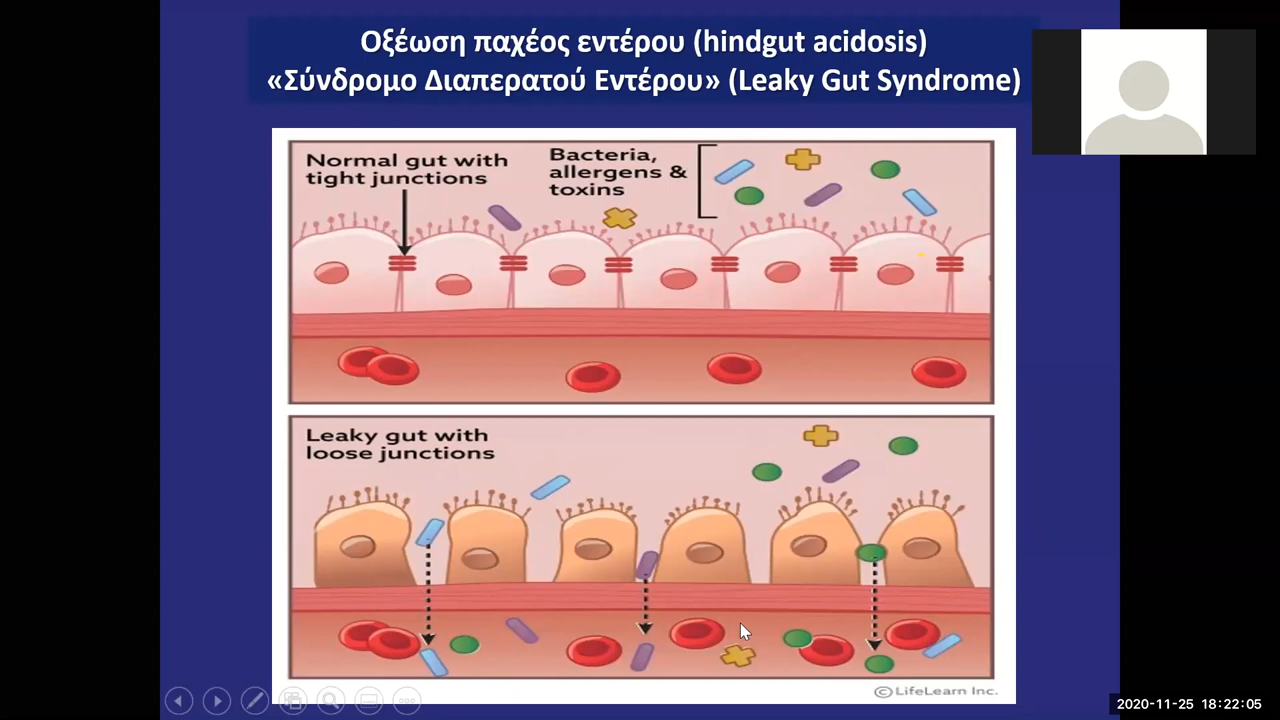 Οξέωση παχέος εντέρου (hindgut acidosis)
«Σύνδρομο Διαπερατού Εντέρου» (Leaky Gut Syndrome)
Normal gut with
tight junctions
Bacteria,
allergens &
toxins
Leaky gut with
loose junctions
©LifeLearn Inc.
2020-11-25 18:22:05